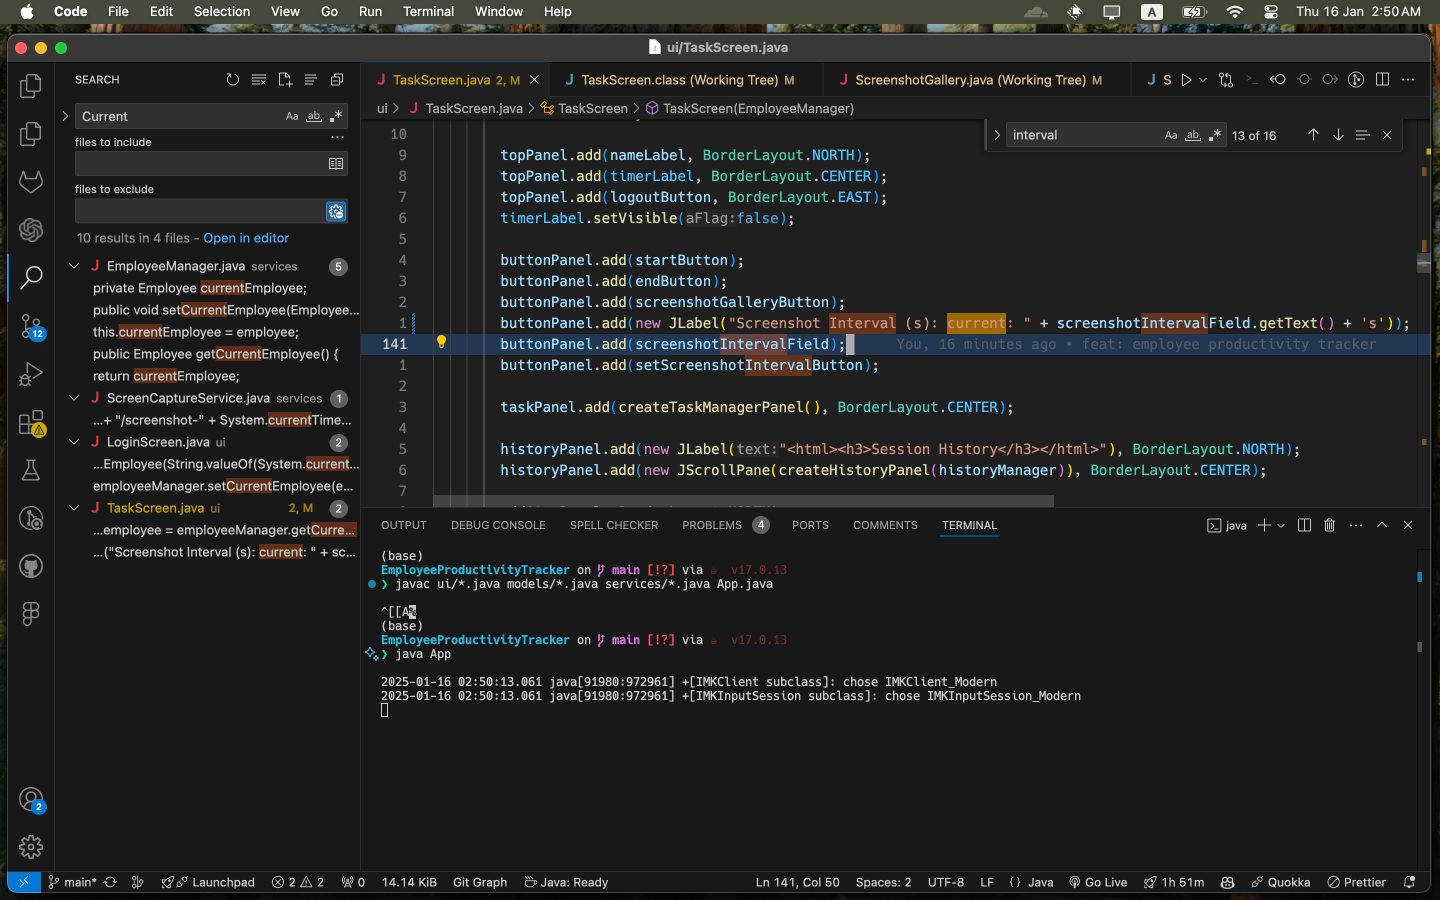 Code File Edit Selection View Go Run Terminal Window Help A Thu 16 Jan 2:50 AM
ui/TaskScreen.java
SEARCH
Current
Aa ab .*
files to include
files to exclude
10 results in 4 files - Open in editor
EmployeeManager.java services 5
private Employee currentEmployee;
public void setCurrentEmployee(Employee...
this.currentEmployee = employee;
public Employee getCurrentEmployee() {
return currentEmployee;
ScreenCaptureService.java services 1
...+ "/screenshot-" + System.currentTime...
LoginScreen.java ui 2
...Employee(String.valueOf(System.current...
employeeManager.setCurrentEmployee(e...
TaskScreen.java ui 2, M 2
...employee = employeeManager.getCurre...
...("Screenshot Interval (s): current: " + sc...
12
2
TaskScreen.java 2, M
TaskScreen.class (Working Tree) M
ScreenshotGallery.java (Working Tree) M
S
ui > TaskScreen.java > TaskScreen > TaskScreen(EmployeeManager)
interval Aa ab .* 13 of 16
10
9 topPanel.add(nameLabel, BorderLayout.NORTH);
8 topPanel.add(timerLabel, BorderLayout.CENTER);
7 topPanel.add(logoutButton, BorderLayout.EAST);
6 timerLabel.setVisible(aFlag:false);
5
4 buttonPanel.add(startButton);
3 buttonPanel.add(endButton);
2 buttonPanel.add(screenshotGalleryButton);
1 buttonPanel.add(new JLabel("Screenshot Interval (s): current: " + screenshotIntervalField.getText() + 's'));
141 buttonPanel.add(screenshotIntervalField); You, 16 minutes ago • feat: employee productivity tracker
1 buttonPanel.add(setScreenshotIntervalButton);
2
3 taskPanel.add(createTaskManagerPanel(), BorderLayout.CENTER);
4
5 historyPanel.add(new JLabel(text:"<html><h3>Session History</h3></html>"), BorderLayout.NORTH);
6 historyPanel.add(new JScrollPane(createHistoryPanel(historyManager)), BorderLayout.CENTER);
7
OUTPUT DEBUG CONSOLE SPELL CHECKER PROBLEMS 4 PORTS COMMENTS TERMINAL java
(base)
EmployeeProductivityTracker on main [!?] via v17.0.13
❯ javac ui/*.java models/*.java services/*.java App.java
^[[A
(base)
EmployeeProductivityTracker on main [!?] via v17.0.13
❯ java App
2025-01-16 02:50:13.061 java[91980:972961] +[IMKClient subclass]: chose IMKClient_Modern
2025-01-16 02:50:13.061 java[91980:972961] +[IMKInputSession subclass]: chose IMKInputSession_Modern
main* Launchpad 2 2 0 14.14 KiB Git Graph Java: Ready Ln 141, Col 50 Spaces: 2 UTF-8 LF {} Java Go Live 1h 51m Quokka Prettier